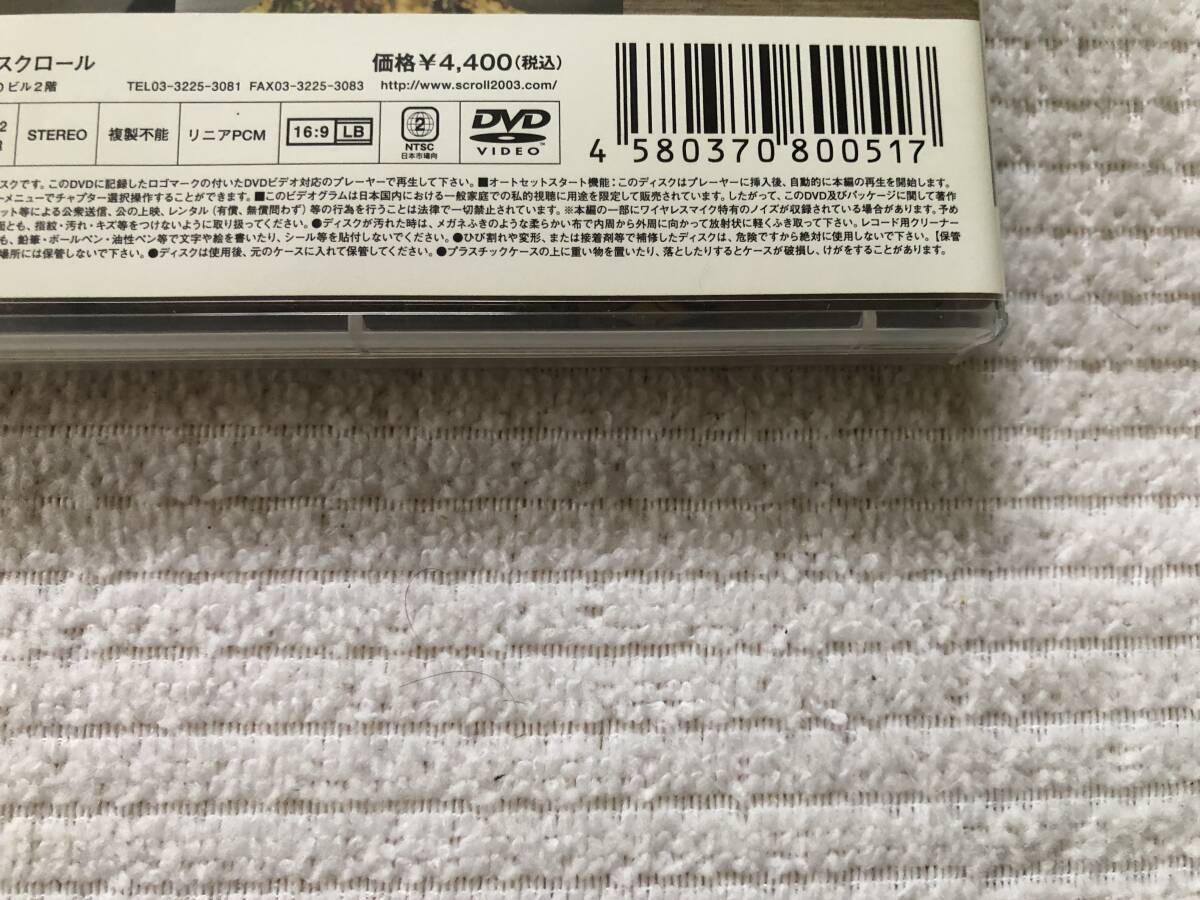 スクロール 価格￥4,400(税込)
ビル2階 TEL03-3225-3081 FAX03-3225-3083 http://www.scroll2003.com/
2 STEREO 複製不能 リニアPCM 16:9 LB 2 NTSC 日本市場向 DVD VIDEO
4 580370 800517
スクです。このDVDに記録したロゴマークの付いたDVDビデオ対応のプレーヤーで再生して下さい。■オートセットスタート機能：このディスクはプレーヤーに挿入後、自動的に本編の再生を開始します。
ーメニューでチャプター選択操作することができます。■このビデオグラムは日本国内における一般家庭での私的視聴に用途を限定して販売されています。したがって、このDVD及びパッケージに関して著作
ット等による公衆送信、公の上映、レンタル(有償、無償問わず)等の行為を行うことは法律で一切禁止されています。※本編の一部にワイヤレスマイク特有のノイズが収録されている場合があります。予め
面とも、指紋・汚れ・キズ等をつけないように取り扱ってください。●ディスクが汚れた時は、メガネふきのような柔らかい布で内周から外周に向かって放射状に軽くふき取って下さい。レコード用クリーナー
も、鉛筆・ボールペン・油性ペン等で文字や絵を書いたり、シール等を貼付しないでください。●ひび割れや変形、または接着剤等で補修したディスクは、危険ですから絶対に使用しないで下さい。【保管
場所には保管しないで下さい。●ディスクは使用後、元のケースに入れて保管してください。●プラスチックケースの上に重い物を置いたり、落としたりするとケースが破損し、けがをすることがあります。